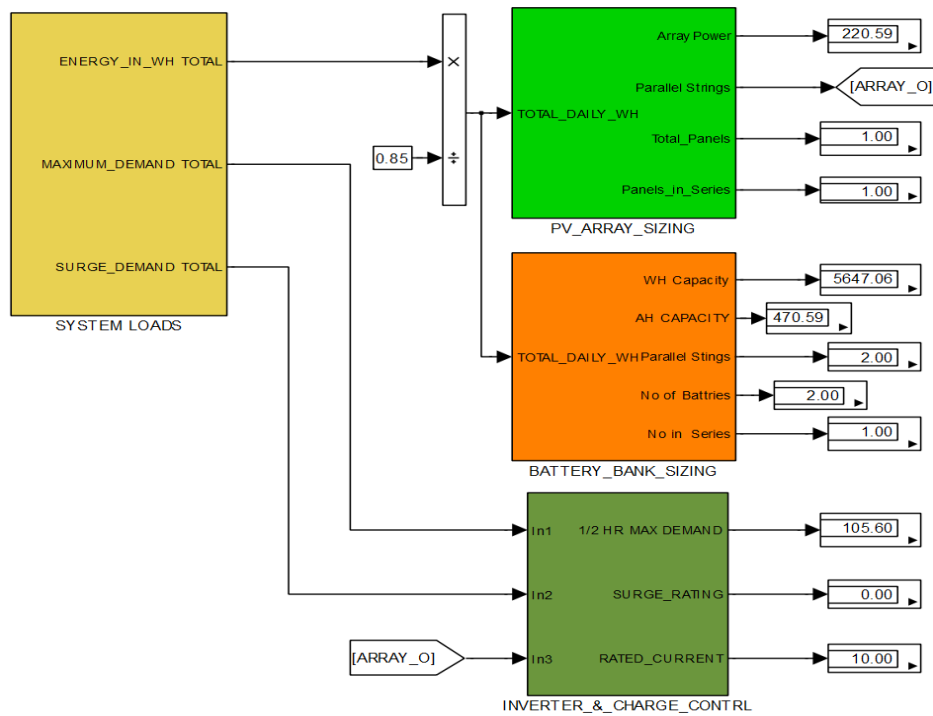 ENERGY_IN_WH TOTAL
MAXIMUM_DEMAND TOTAL
SURGE_DEMAND TOTAL
SYSTEM LOADS
0.85
×
÷
TOTAL_DAILY_WH
Array Power
220.59
Parallel Strings
[ARRAY_O]
Total_Panels
1.00
Panels_in_Series
1.00
PV_ARRAY_SIZING
TOTAL_DAILY_WH
WH Capacity
5647.06
AH CAPACITY
470.59
Parallel Stings
2.00
No of Battries
2.00
No in Series
1.00
BATTERY_BANK_SIZING
In1
1/2 HR MAX DEMAND
105.60
In2
SURGE_RATING
0.00
[ARRAY_O]
In3
RATED_CURRENT
10.00
INVERTER_&_CHARGE_CONTRL